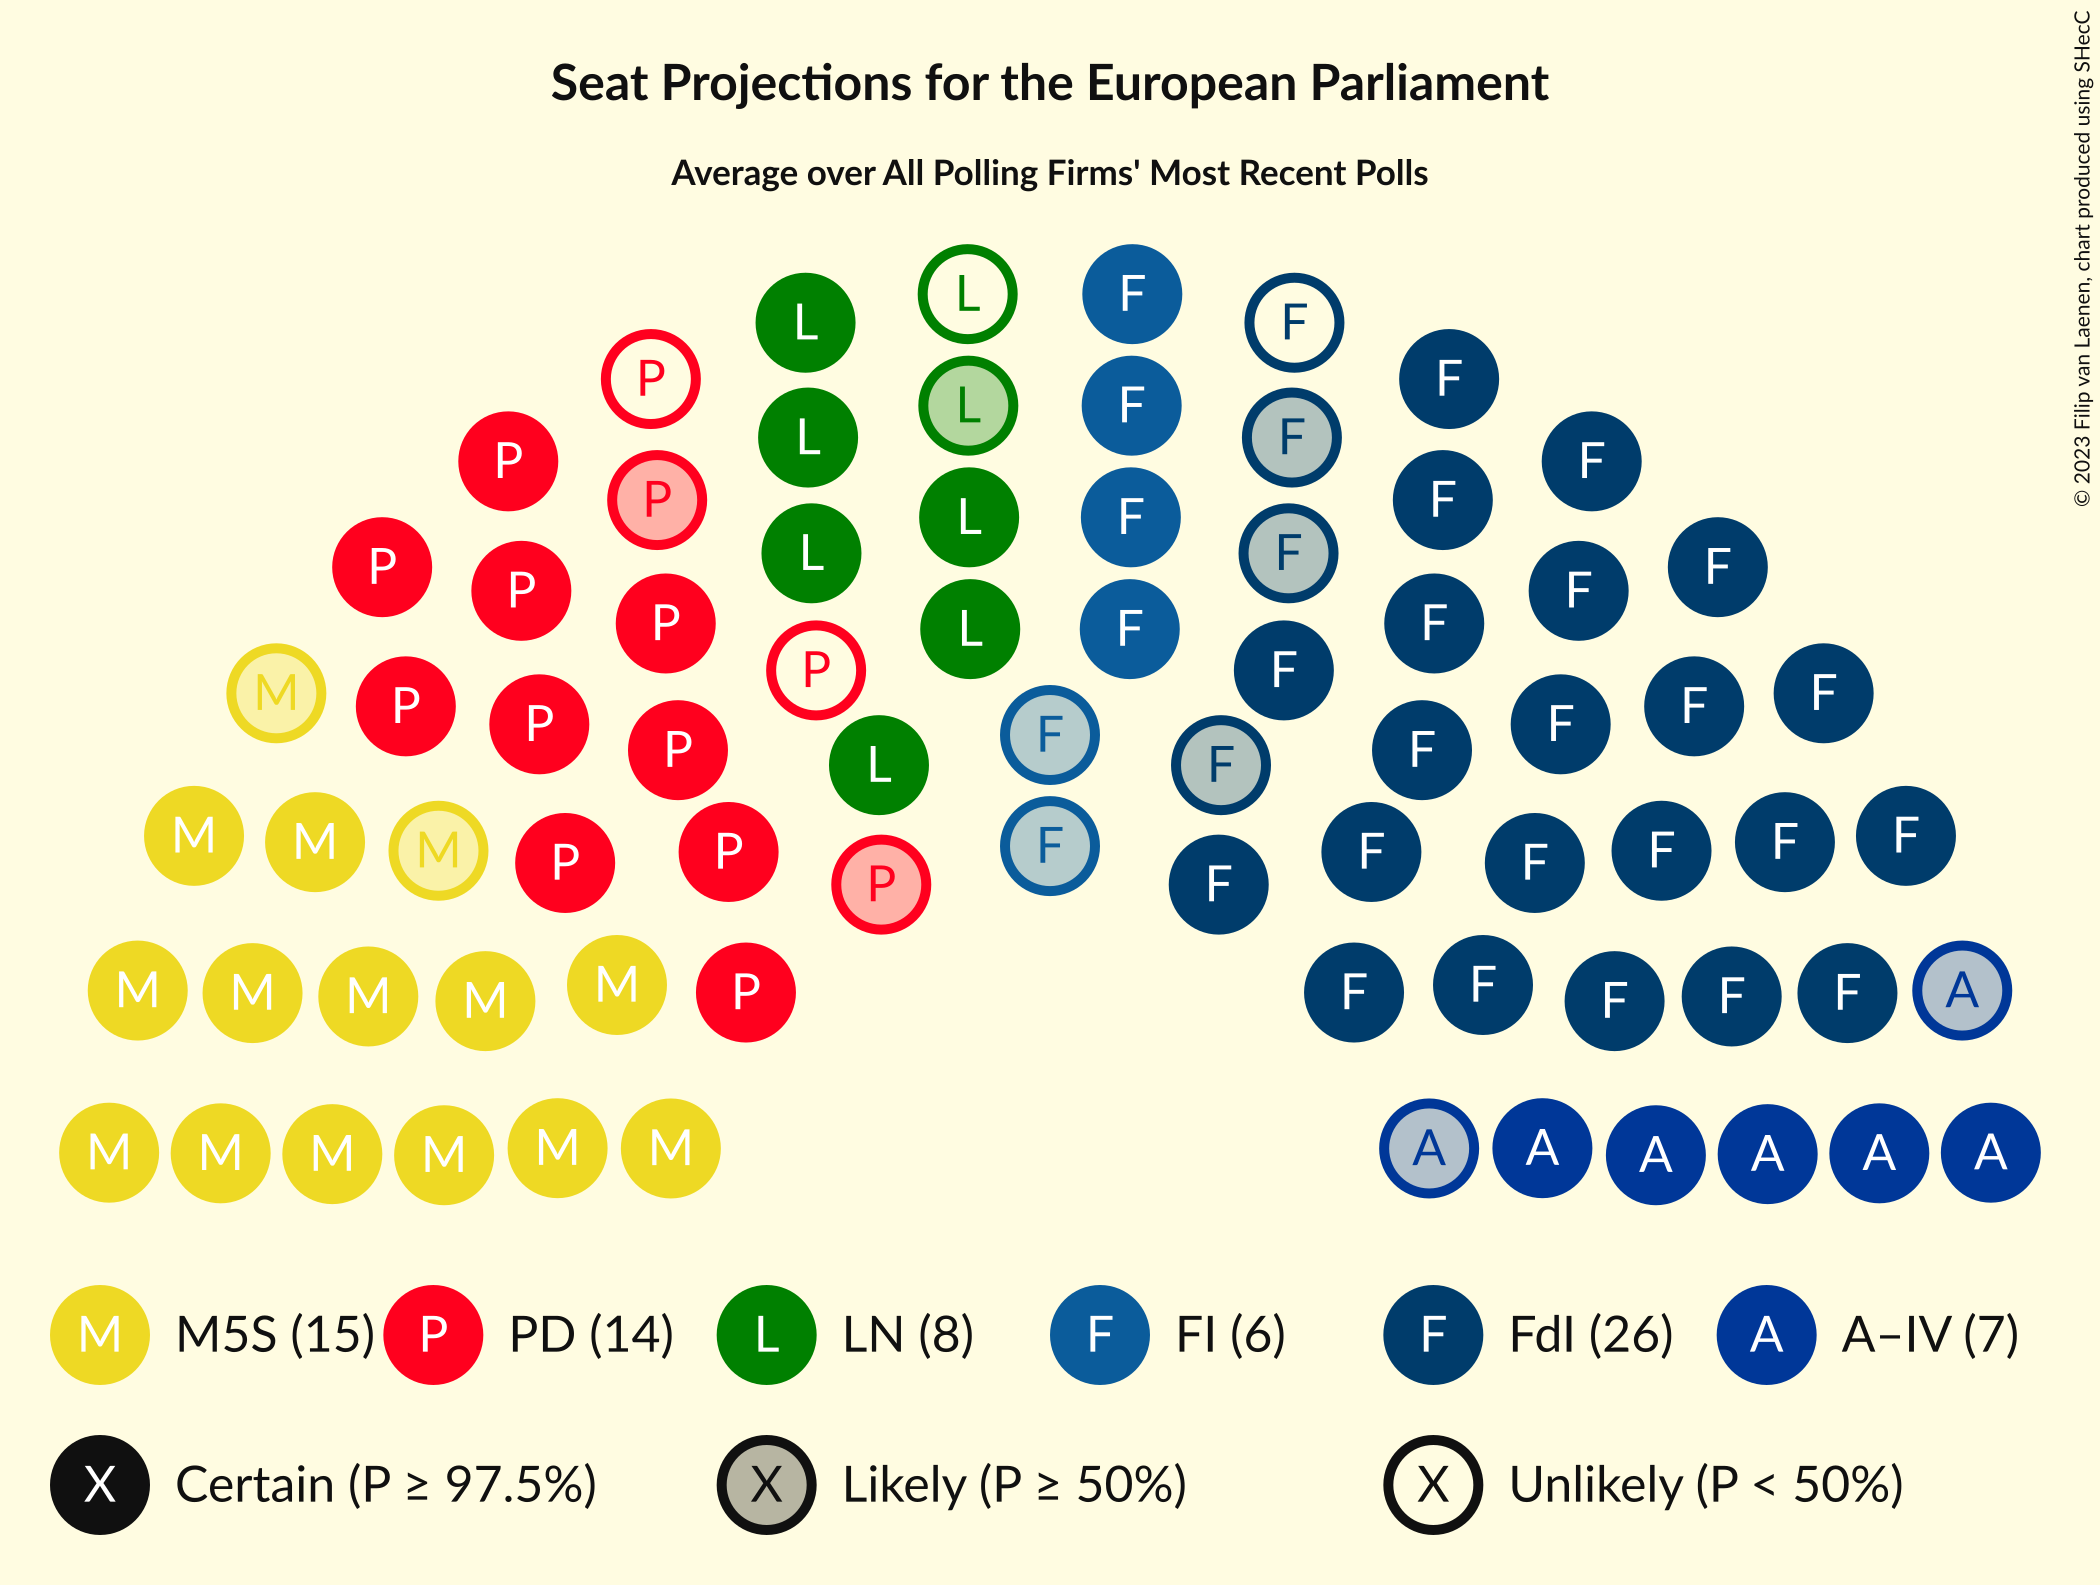 Seat Projections for the European Parliament
Average over All Polling Firms' Most Recent Polls
© 2023 Filip van Laenen, chart produced using SHecC
L F
L F
P F
L F
P F
L F
L F
P F
P F
L F
P F
L F
P F
P F
L F
P F
P F
M F
P F
P F
F
P F
L F
M M F F
F
M P F F
P F
P F
M P F F
M M M M F F F A
M P F F
M M M M M M A A A A A A
M M5S (15) P PD (14) L LN (8) F FI (6) F FdI (26) A A–IV (7)
X Certain (P ≥ 97.5%) X Likely (P ≥ 50%) X Unlikely (P < 50%)